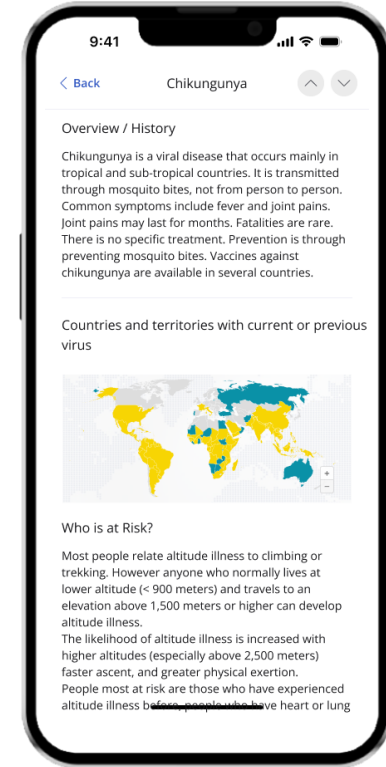 9:41
Back
Chikungunya
Overview / History
Chikungunya is a viral disease that occurs mainly in
tropical and sub-tropical countries. It is transmitted
through mosquito bites, not from person to person.
Common symptoms include fever and joint pains.
Joint pains may last for months. Fatalities are rare.
There is no specific treatment. Prevention is through
preventing mosquito bites. Vaccines against
chikungunya are available in several countries.
Countries and territories with current or previous
virus
+
−
Who is at Risk?
Most people relate altitude illness to climbing or
trekking. However anyone who normally lives at
lower altitude (< 900 meters) and travels to an
elevation above 1,500 meters or higher can develop
altitude illness.
The likelihood of altitude illness is increased with
higher altitudes (especially above 2,500 meters)
faster ascent, and greater physical exertion.
People most at risk are those who have experienced
altitude illness before, people who have heart or lung